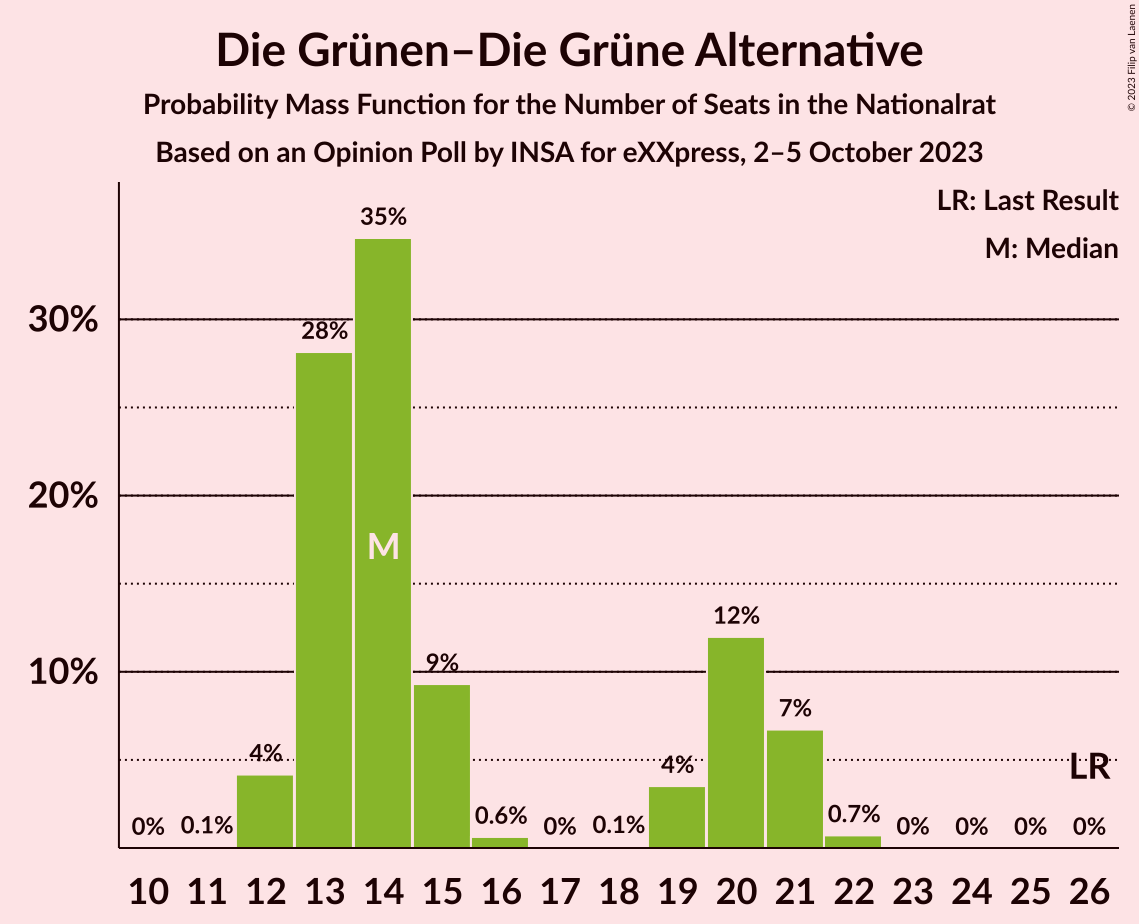 Die Grünen–Die Grüne Alternative
Probability Mass Function for the Number of Seats in the Nationalrat
Based on an Opinion Poll by INSA for eXXpress, 2–5 October 2023
© 2023 Filip van Laenen
LR: Last Result
M: Median
35%
30%
28%
20%
M
12%
10%
9%
7%
4%
4%
LR
0%
0.1%
0.6%
0%
0.1%
0.7%
0%
0%
0%
0%
10 11 12 13 14 15 16 17 18 19 20 21 22 23 24 25 26